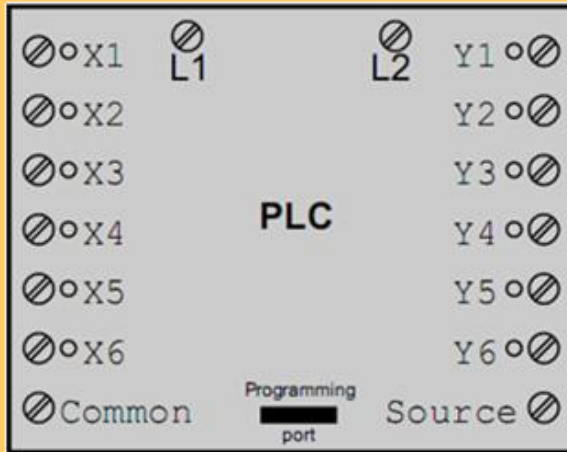 X1 L1 L2 Y1
X2 Y2
X3 Y3
PLC
X4 Y4
X5 Y5
X6 Y6
Programming
Common Source
port